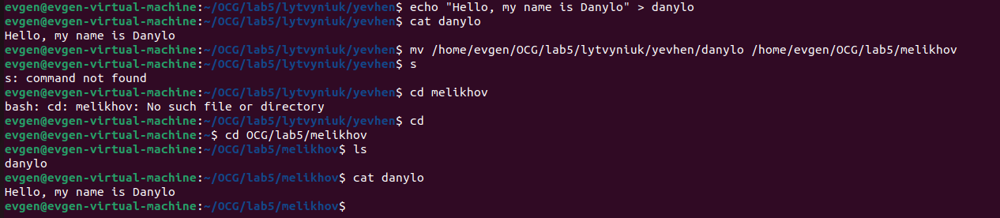 evgen@evgen-virtual-machine:~/OCG/lab5/lytvyniuk/yevhen$ echo "Hello, my name is Danylo" > danylo
evgen@evgen-virtual-machine:~/OCG/lab5/lytvyniuk/yevhen$ cat danylo
Hello, my name is Danylo
evgen@evgen-virtual-machine:~/OCG/lab5/lytvyniuk/yevhen$ mv /home/evgen/OCG/lab5/lytvyniuk/yevhen/danylo /home/evgen/OCG/lab5/melikhov
evgen@evgen-virtual-machine:~/OCG/lab5/lytvyniuk/yevhen$ s
s: command not found
evgen@evgen-virtual-machine:~/OCG/lab5/lytvyniuk/yevhen$ cd melikhov
bash: cd: melikhov: No such file or directory
evgen@evgen-virtual-machine:~/OCG/lab5/lytvyniuk/yevhen$ cd
evgen@evgen-virtual-machine:~$ cd OCG/lab5/melikhov
evgen@evgen-virtual-machine:~/OCG/lab5/melikhov$ ls
danylo
evgen@evgen-virtual-machine:~/OCG/lab5/melikhov$ cat danylo
Hello, my name is Danylo
evgen@evgen-virtual-machine:~/OCG/lab5/melikhov$